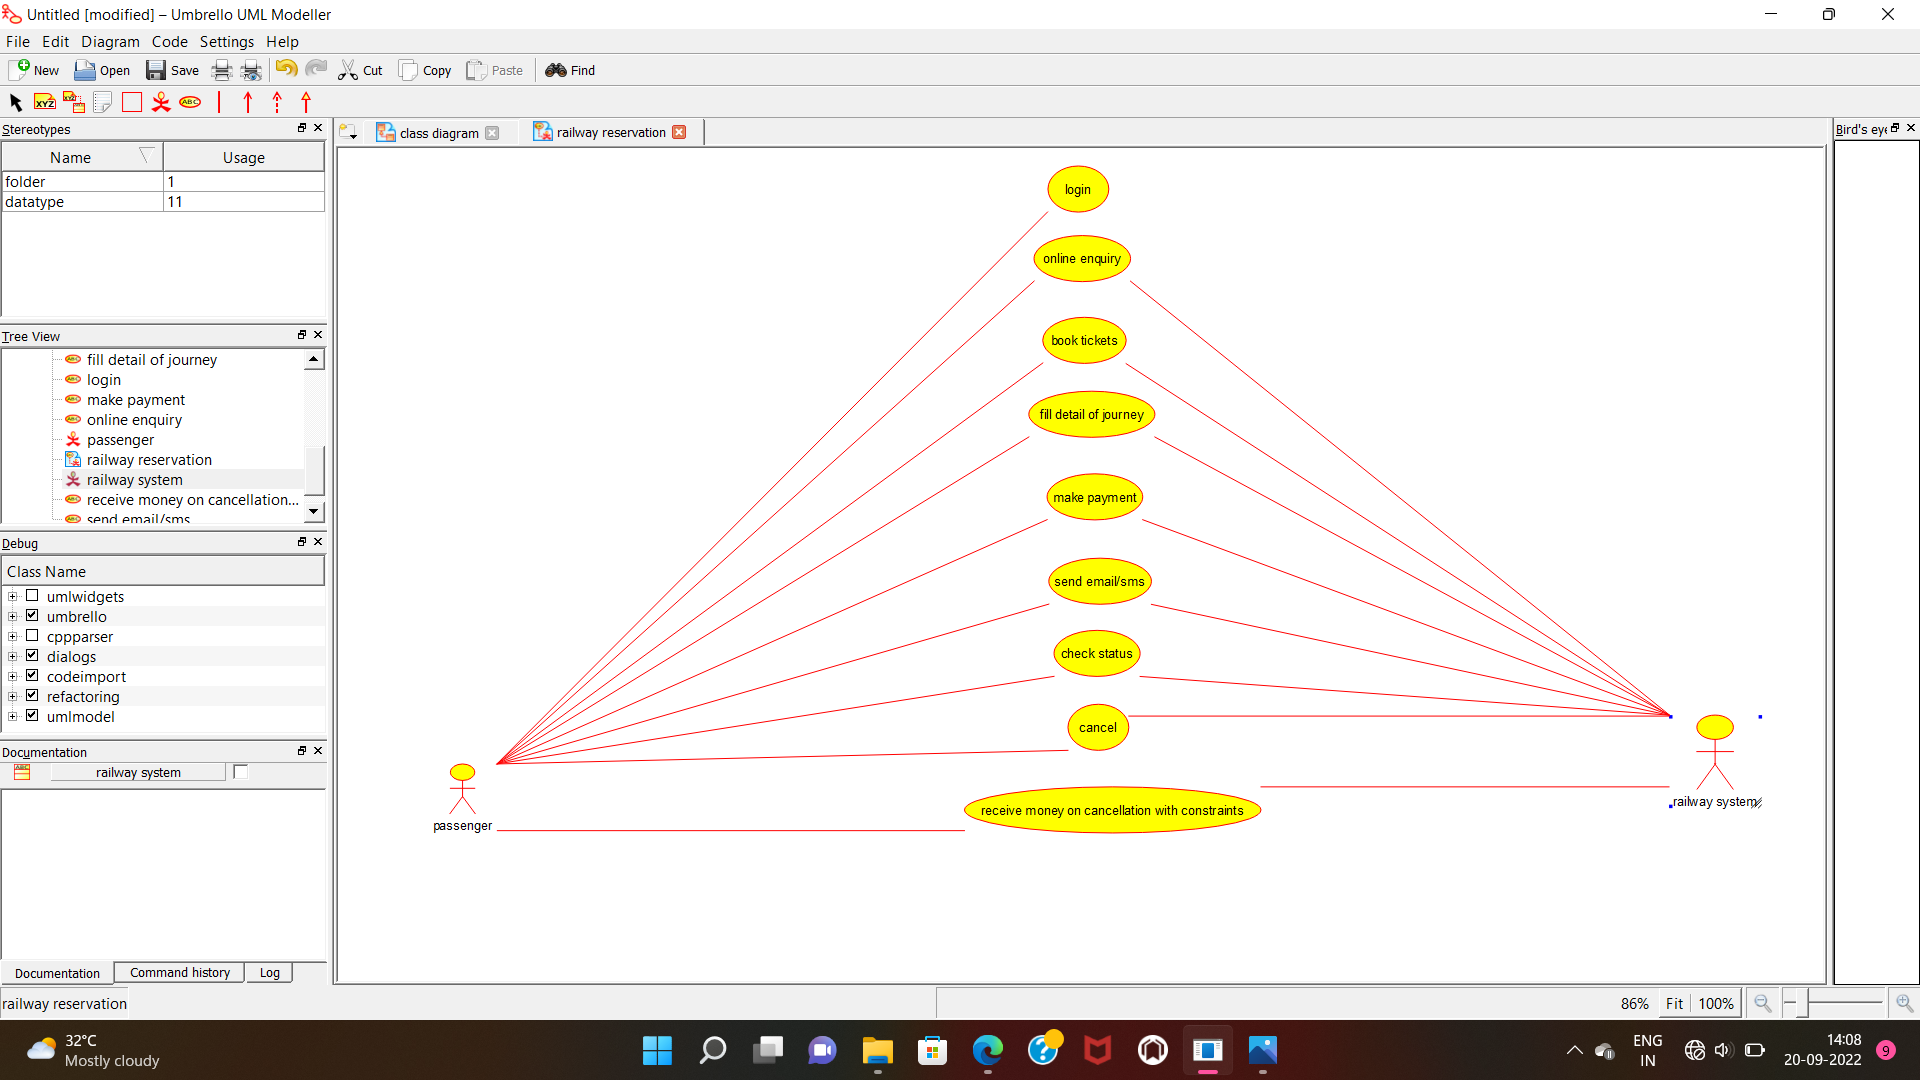 Untitled [modified] – Umbrello UML Modeller
File Edit Diagram Code Settings Help
New Open Save Cut Copy Paste Find
XYZ XYZ ABC
Stereotypes
Name Usage
folder 1
datatype 11
Tree View
fill detail of journey
login
make payment
online enquiry
passenger
railway reservation
railway system
receive money on cancellation...
send email/sms
Debug
Class Name
umlwidgets
umbrello
cppparser
dialogs
codeimport
refactoring
umlmodel
Documentation
railway system
Documentation Command history Log
class diagram railway reservation
login
online enquiry
book tickets
fill detail of journey
make payment
send email/sms
check status
cancel
receive money on cancellation with constraints
passenger
railway system
Bird's eye
railway reservation
86% Fit 100%
32°C
Mostly cloudy
ENG
IN
14:08
20-09-2022
9